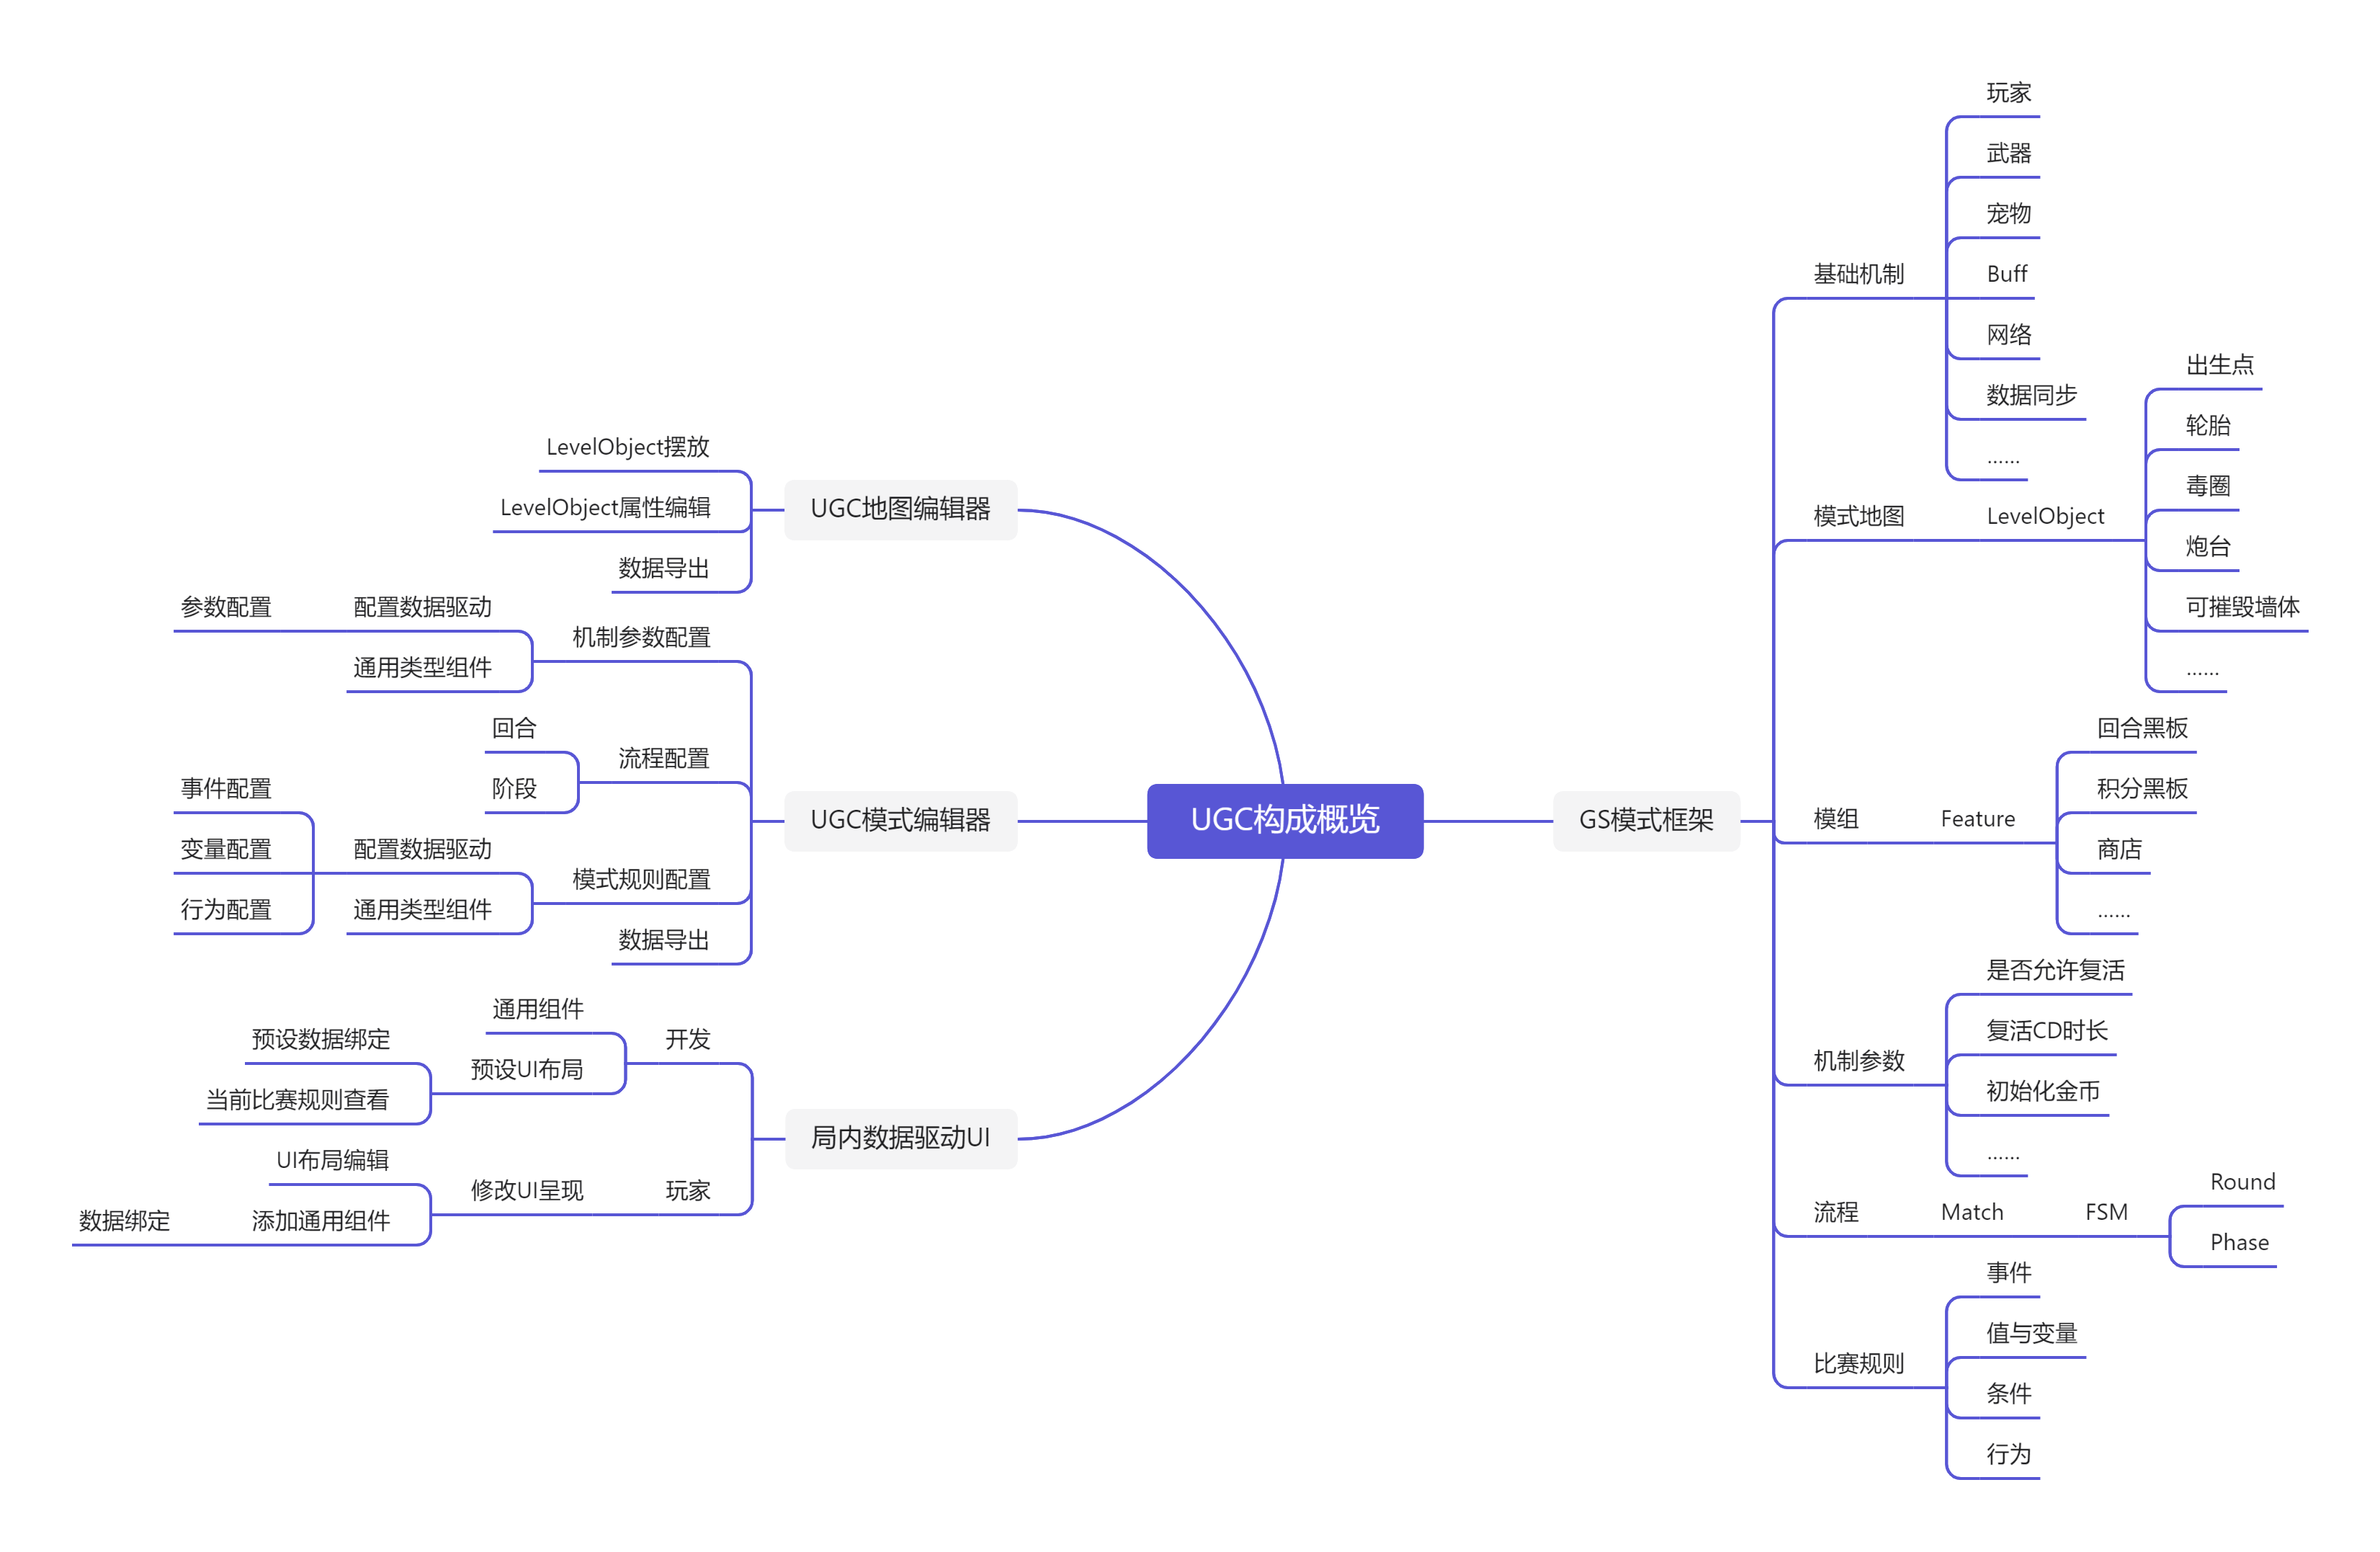 UGC构成概览
GS模式框架
基础机制
玩家
武器
宠物
Buff
网络
数据同步
......
模式地图
LevelObject
出生点
轮胎
毒圈
炮台
可摧毁墙体
......
模组
Feature
回合黑板
积分黑板
商店
......
机制参数
是否允许复活
复活CD时长
初始化金币
......
流程
Match
FSM
Round
Phase
比赛规则
事件
值与变量
条件
行为
UGC地图编辑器
LevelObject摆放
LevelObject属性编辑
数据导出
UGC模式编辑器
机制参数配置
配置数据驱动
参数配置
通用类型组件
流程配置
回合
阶段
模式规则配置
配置数据驱动
事件配置
变量配置
行为配置
通用类型组件
数据导出
局内数据驱动UI
开发
通用组件
预设UI布局
预设数据绑定
当前比赛规则查看
玩家
修改UI呈现
UI布局编辑
添加通用组件
数据绑定